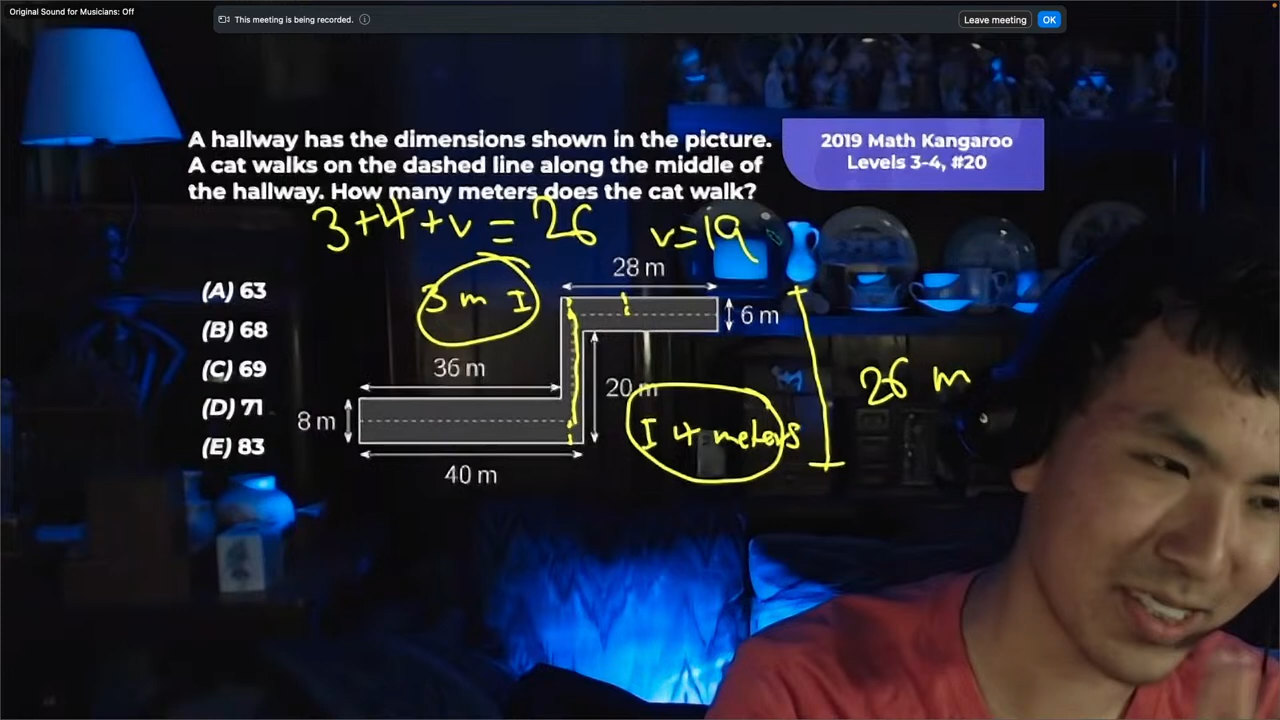 Original Sound for Musicians: Off
This meeting is being recorded.
Leave meeting
OK
A hallway has the dimensions shown in the picture.
A cat walks on the dashed line along the middle of
the hallway. How many meters does the cat walk?
2019 Math Kangaroo
Levels 3-4, #20
3+4+v = 26
v=19
(A) 63
(B) 68
(C) 69
(D) 71
(E) 83
28 m
3 m I
6 m
36 m
20 m
26 m
8 m
I 4 meters
40 m